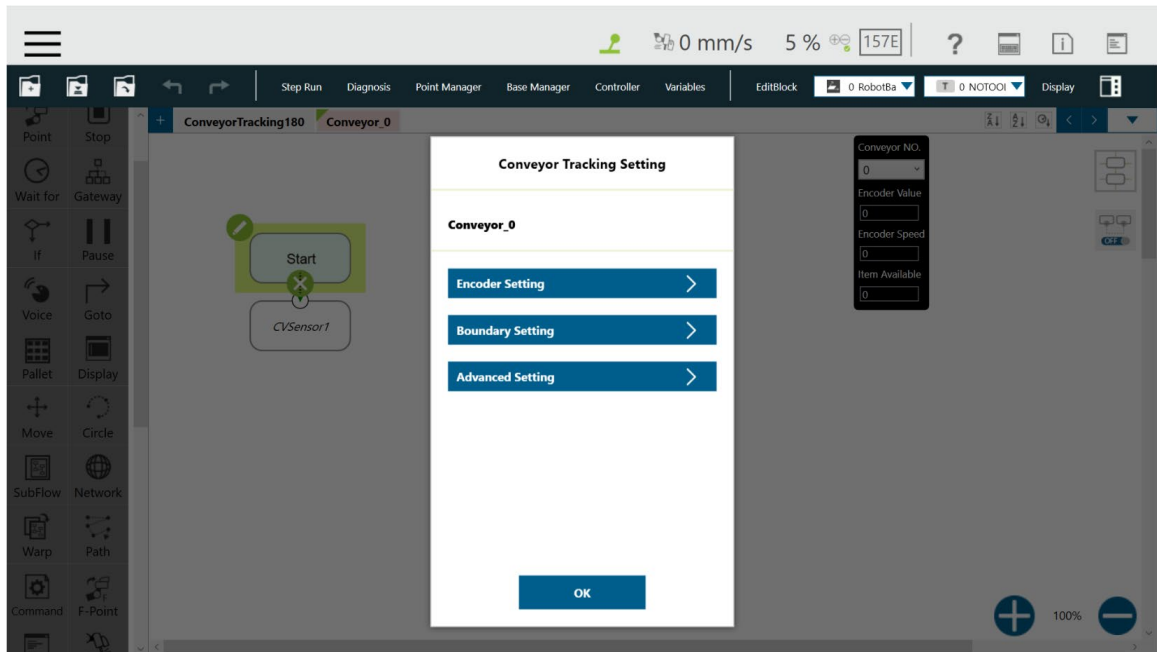 0 mm/s 5 % 157E ?
Step Run Diagnosis Point Manager Base Manager Controller Variables EditBlock 0 RobotBa T 0 NOTOOL Display
+ ConveyorTracking180 Conveyor_0
Point Stop
Wait for Gateway
If Pause
Voice Goto
Pallet Display
Move Circle
SubFlow Network
Warp Path
Command F-Point
Start
CVSensor1
Conveyor Tracking Setting
Conveyor_0
Encoder Setting
Boundary Setting
Advanced Setting
OK
Conveyor NO.
0
Encoder Value
0
Encoder Speed
0
Item Available
0
OFF
100%